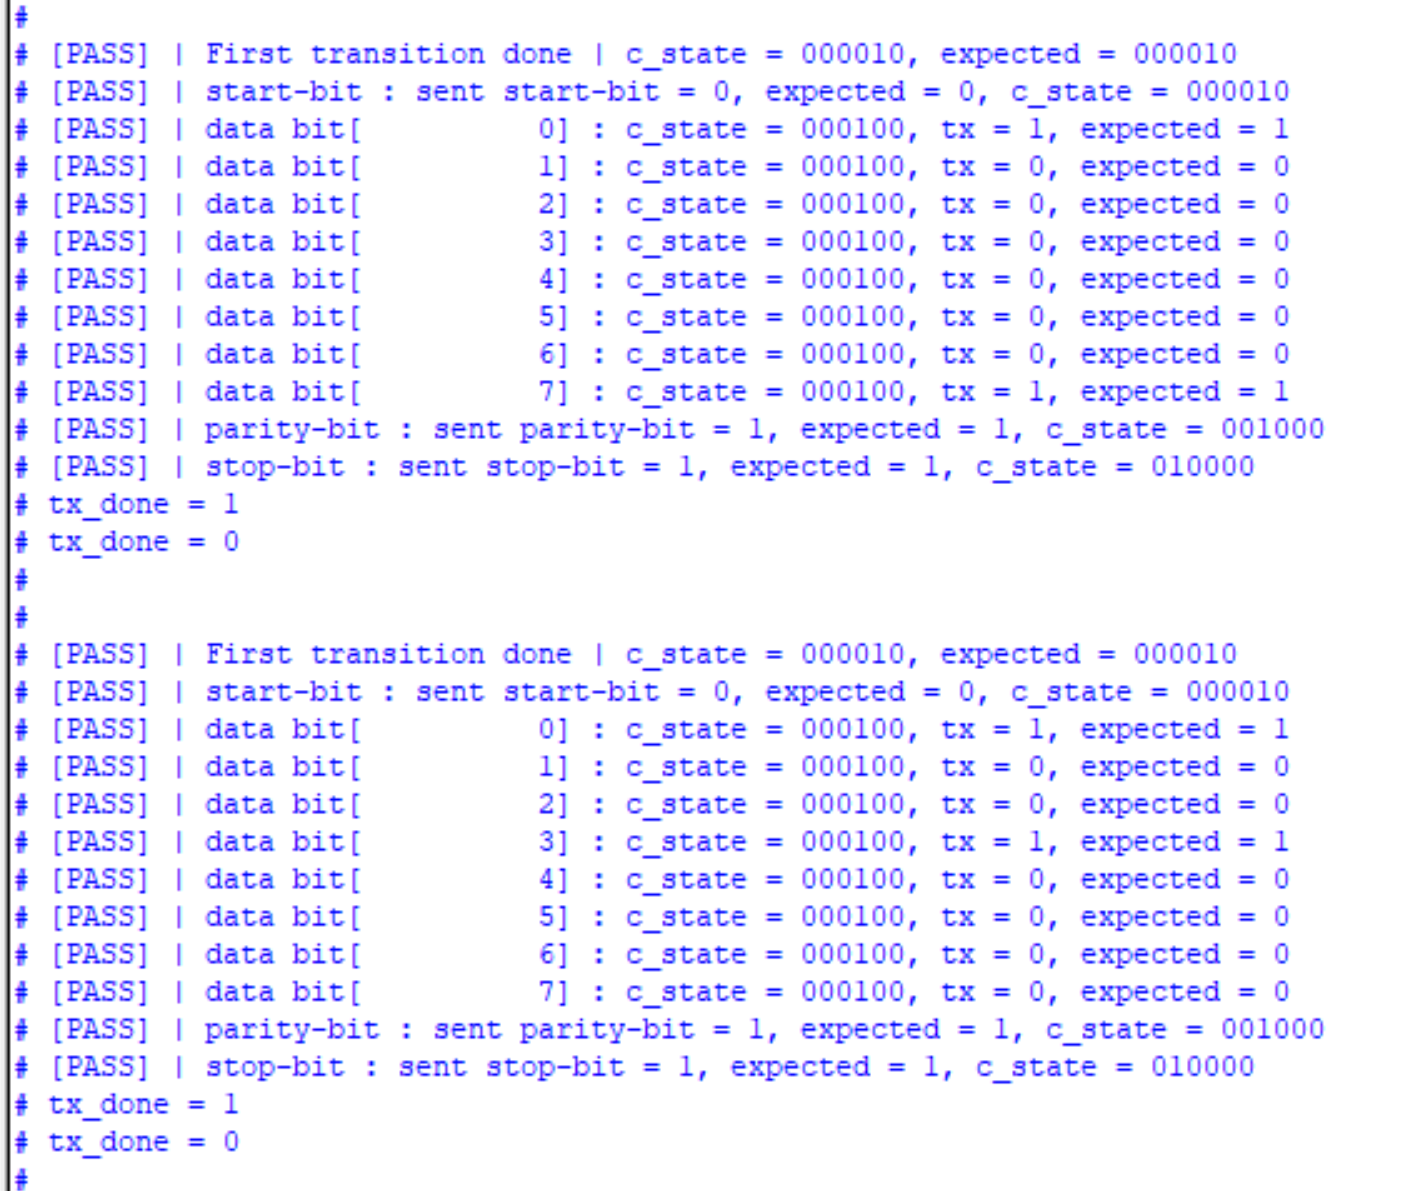 #
# [PASS] | First transition done | c_state = 000010, expected = 000010
# [PASS] | start-bit : sent start-bit = 0, expected = 0, c_state = 000010
# [PASS] | data bit[          0] : c_state = 000100, tx = 1, expected = 1
# [PASS] | data bit[          1] : c_state = 000100, tx = 0, expected = 0
# [PASS] | data bit[          2] : c_state = 000100, tx = 0, expected = 0
# [PASS] | data bit[          3] : c_state = 000100, tx = 0, expected = 0
# [PASS] | data bit[          4] : c_state = 000100, tx = 0, expected = 0
# [PASS] | data bit[          5] : c_state = 000100, tx = 0, expected = 0
# [PASS] | data bit[          6] : c_state = 000100, tx = 0, expected = 0
# [PASS] | data bit[          7] : c_state = 000100, tx = 1, expected = 1
# [PASS] | parity-bit : sent parity-bit = 1, expected = 1, c_state = 001000
# [PASS] | stop-bit : sent stop-bit = 1, expected = 1, c_state = 010000
# tx_done = 1
# tx_done = 0
#
#
# [PASS] | First transition done | c_state = 000010, expected = 000010
# [PASS] | start-bit : sent start-bit = 0, expected = 0, c_state = 000010
# [PASS] | data bit[          0] : c_state = 000100, tx = 1, expected = 1
# [PASS] | data bit[          1] : c_state = 000100, tx = 0, expected = 0
# [PASS] | data bit[          2] : c_state = 000100, tx = 0, expected = 0
# [PASS] | data bit[          3] : c_state = 000100, tx = 1, expected = 1
# [PASS] | data bit[          4] : c_state = 000100, tx = 0, expected = 0
# [PASS] | data bit[          5] : c_state = 000100, tx = 0, expected = 0
# [PASS] | data bit[          6] : c_state = 000100, tx = 0, expected = 0
# [PASS] | data bit[          7] : c_state = 000100, tx = 0, expected = 0
# [PASS] | parity-bit : sent parity-bit = 1, expected = 1, c_state = 001000
# [PASS] | stop-bit : sent stop-bit = 1, expected = 1, c_state = 010000
# tx_done = 1
# tx_done = 0
#